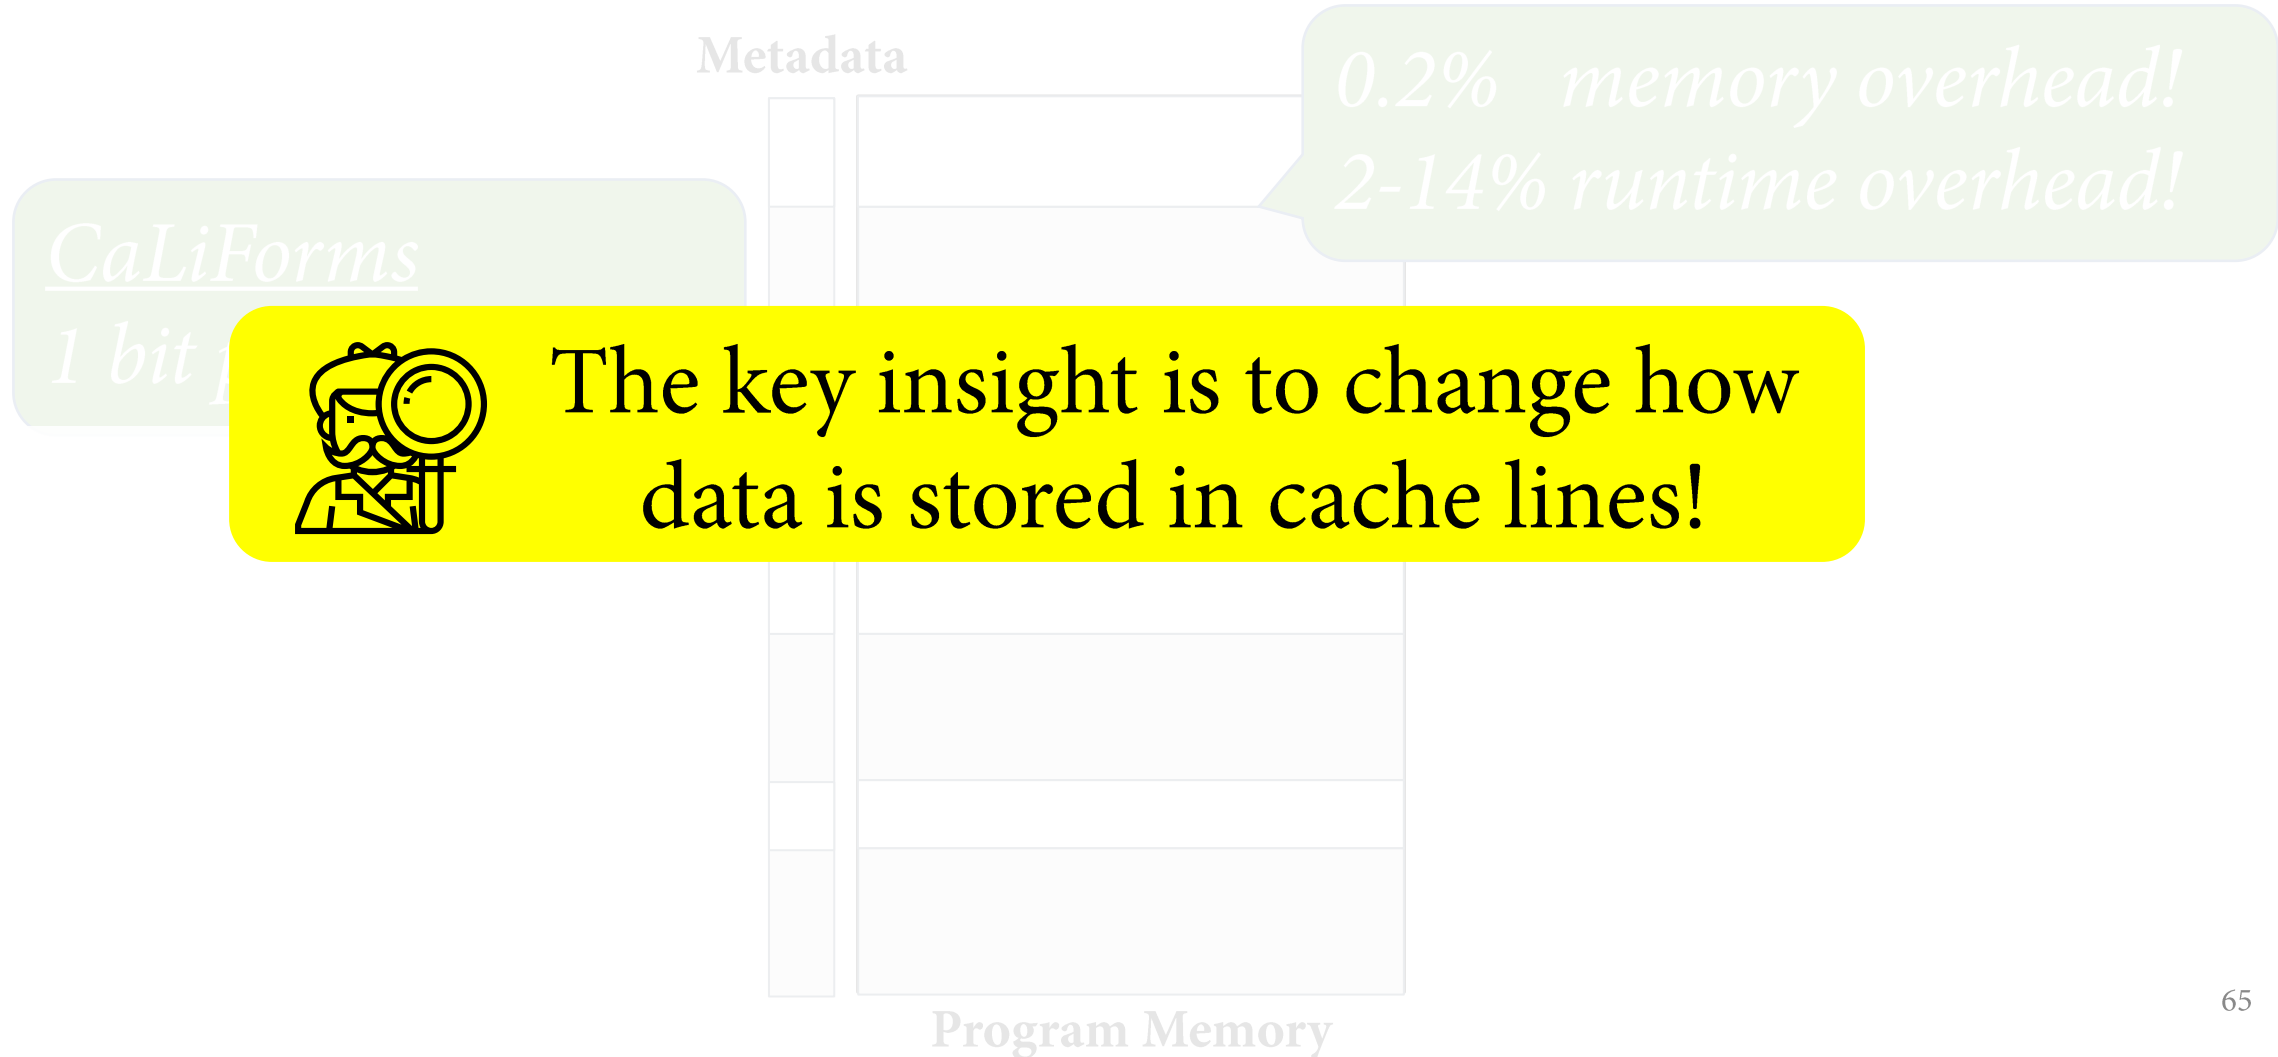 Metadata
0.2% memory overhead!
2-14% runtime overhead!
CaLiForms
1 bit
The key insight is to change how
data is stored in cache lines!
Program Memory
65